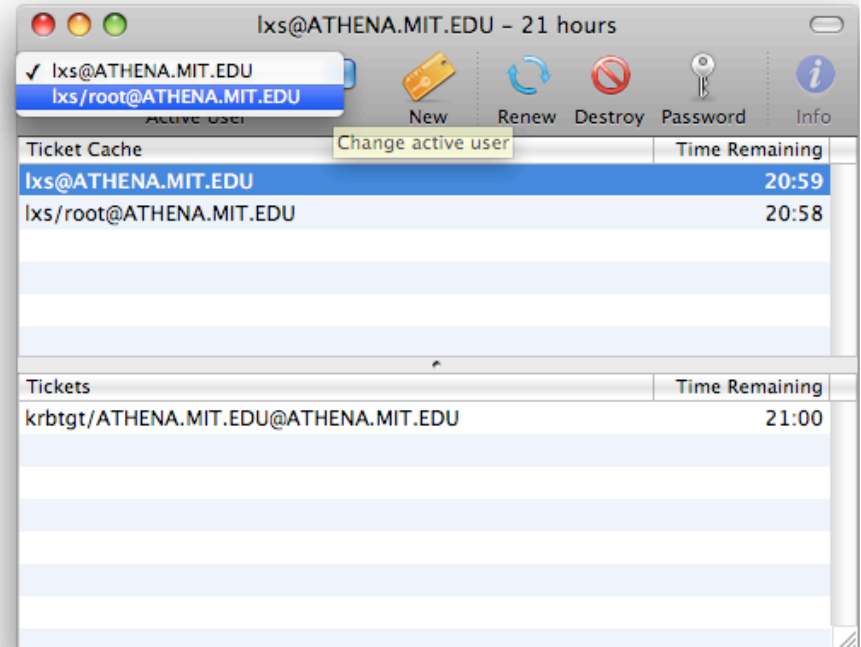 lxs@ATHENA.MIT.EDU – 21 hours
✓ lxs@ATHENA.MIT.EDU
lxs/root@ATHENA.MIT.EDU
Active User
New Renew Destroy Password Info
Change active user
Ticket Cache Time Remaining
lxs@ATHENA.MIT.EDU 20:59
lxs/root@ATHENA.MIT.EDU 20:58
Tickets Time Remaining
krbtgt/ATHENA.MIT.EDU@ATHENA.MIT.EDU 21:00